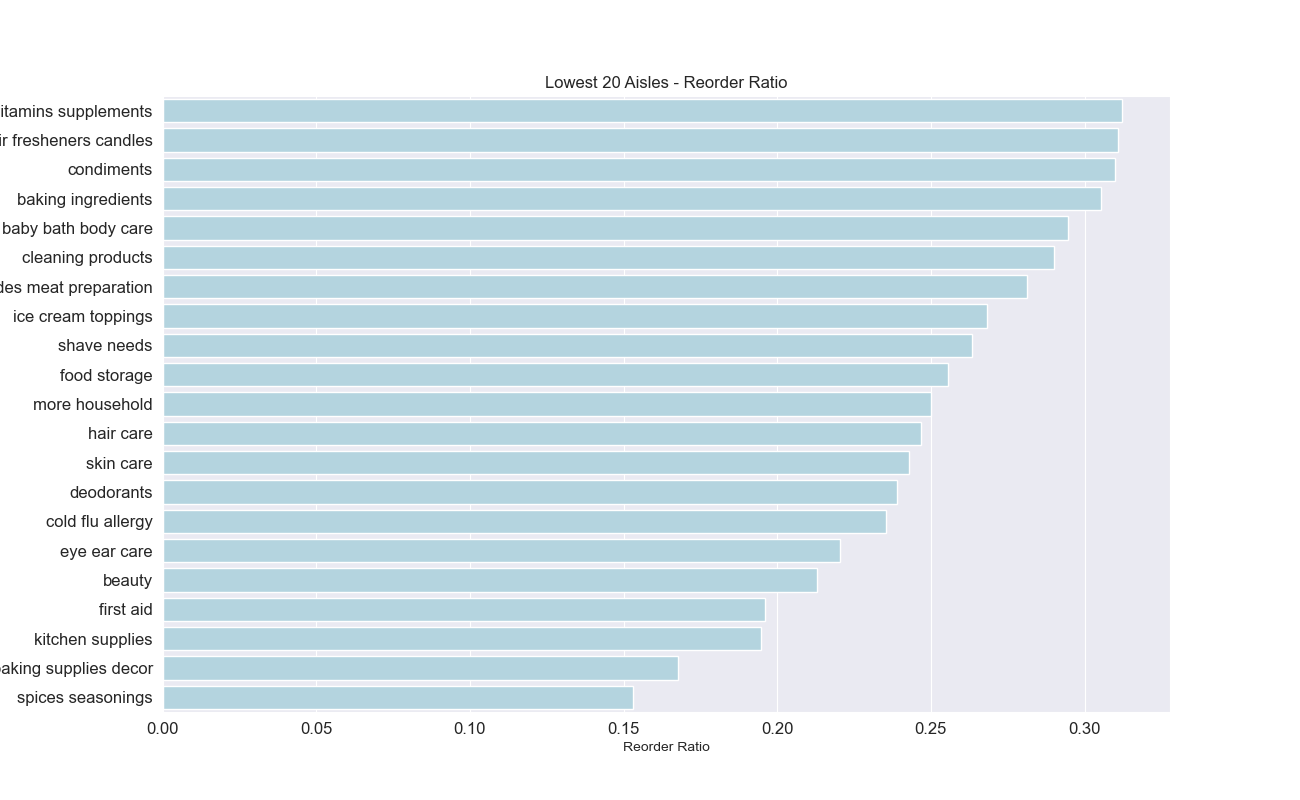 Lowest 20 Aisles - Reorder Ratio
itamins supplements
ir fresheners candles
condiments
baking ingredients
baby bath body care
cleaning products
des meat preparation
ice cream toppings
shave needs
food storage
more household
hair care
skin care
deodorants
cold flu allergy
eye ear care
beauty
first aid
kitchen supplies
baking supplies decor
spices seasonings
0.00 0.05 0.10 0.15 0.20 0.25 0.30
Reorder Ratio